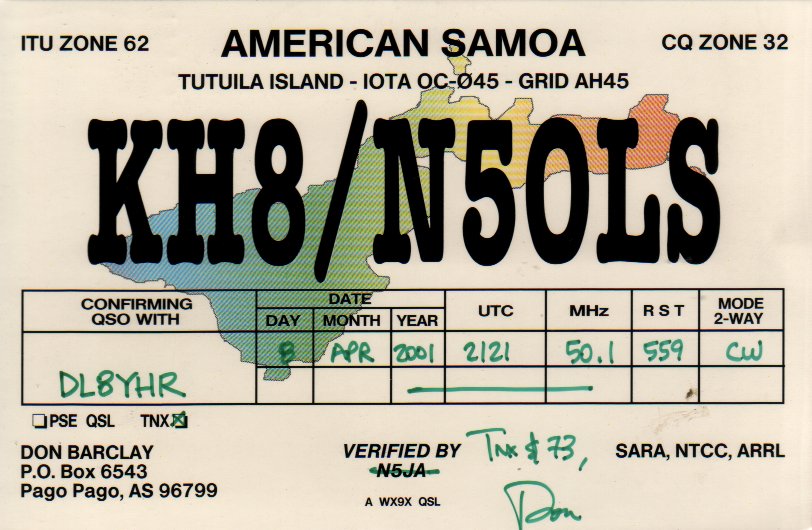 ITU ZONE 62 AMERICAN SAMOA CQ ZONE 32
TUTUILA ISLAND - IOTA OC-Ø45 - GRID AH45
KH8/N5OLS
CONFIRMING QSO WITH
DATE
DAY MONTH YEAR
UTC
MHz
R S T
MODE 2-WAY
8 APR 2001 2121 50.1 559 CW
DL8YHR
PSE QSL TNX
DON BARCLAY
P.O. Box 6543
Pago Pago, AS 96799
VERIFIED BY
N5JA
A WX9X QSL
Tnx & 73,
Don
SARA, NTCC, ARRL